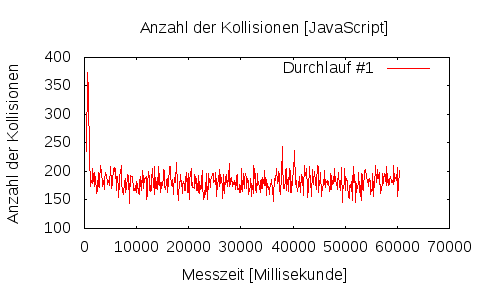 Anzahl der Kollisionen [JavaScript]
Anzahl der Kollisionen
400
350
300
250
200
150
100
Durchlauf #1
0 10000 20000 30000 40000 50000 60000 70000
Messzeit [Millisekunde]